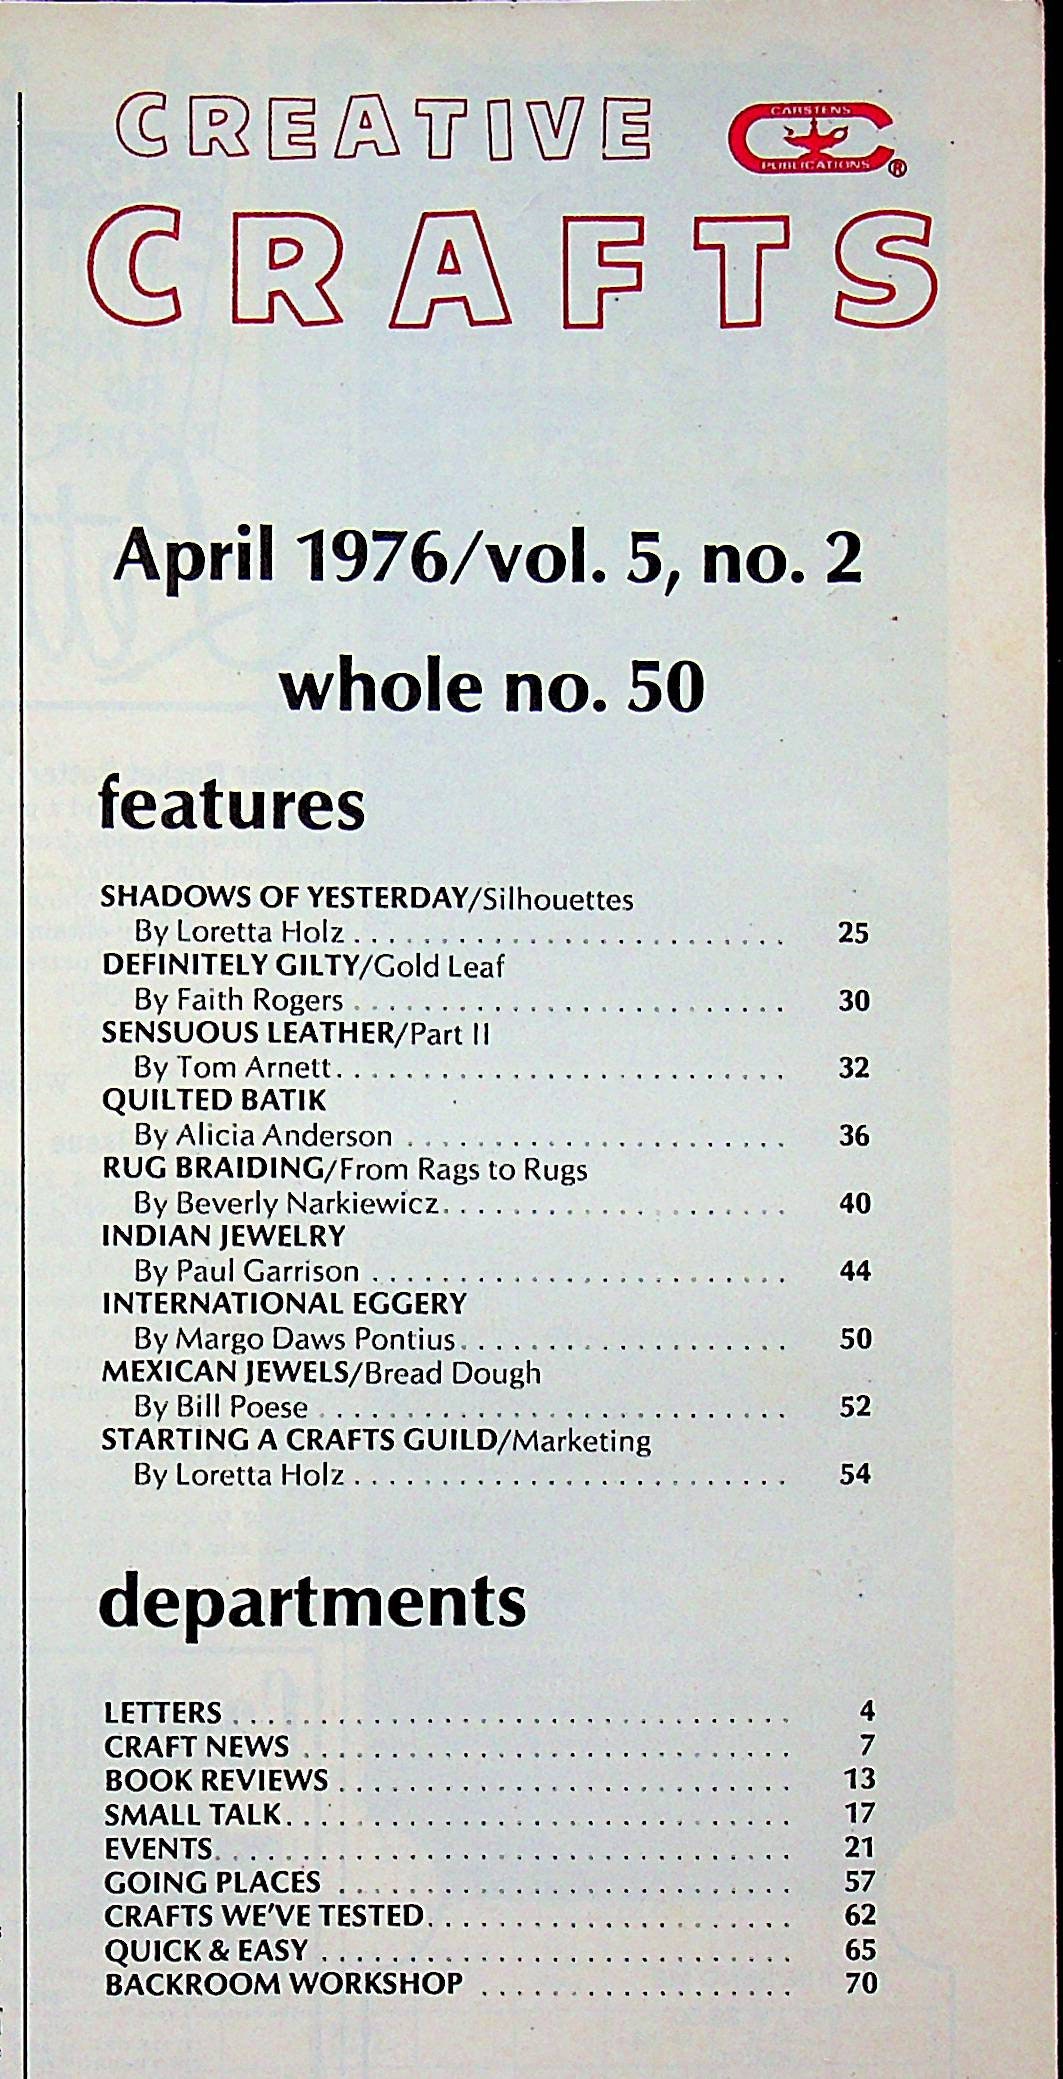 CREATIVE
CARSTENS
PUBLICATIONS
®
CRAFTS
April 1976/vol. 5, no. 2
whole no. 50
features
SHADOWS OF YESTERDAY/Silhouettes
By Loretta Holz . . . . . . . . . . . . . . . . . . . . . . . . . 25
DEFINITELY GILTY/Gold Leaf
By Faith Rogers . . . . . . . . . . . . . . . . . . . . . . . . . 30
SENSUOUS LEATHER/Part II
By Tom Arnett. . . . . . . . . . . . . . . . . . . . . . . . . . 32
QUILTED BATIK
By Alicia Anderson . . . . . . . . . . . . . . . . . . . . . . 36
RUG BRAIDING/From Rags to Rugs
By Beverly Narkiewicz. . . . . . . . . . . . . . . . . . . . 40
INDIAN JEWELRY
By Paul Garrison . . . . . . . . . . . . . . . . . . . . . . . . 44
INTERNATIONAL EGGERY
By Margo Daws Pontius. . . . . . . . . . . . . . . . . . . 50
MEXICAN JEWELS/Bread Dough
By Bill Poese . . . . . . . . . . . . . . . . . . . . . . . . . . . 52
STARTING A CRAFTS GUILD/Marketing
By Loretta Holz . . . . . . . . . . . . . . . . . . . . . . . . . 54
departments
LETTERS . . . . . . . . . . . . . . . . . . . . . . . . . . . . . . . . 4
CRAFT NEWS . . . . . . . . . . . . . . . . . . . . . . . . . . . . 7
BOOK REVIEWS . . . . . . . . . . . . . . . . . . . . . . . . . . 13
SMALL TALK. . . . . . . . . . . . . . . . . . . . . . . . . . . . . 17
EVENTS. . . . . . . . . . . . . . . . . . . . . . . . . . . . . . . . . 21
GOING PLACES . . . . . . . . . . . . . . . . . . . . . . . . . . 57
CRAFTS WE'VE TESTED. . . . . . . . . . . . . . . . . . . . . 62
QUICK & EASY . . . . . . . . . . . . . . . . . . . . . . . . . . . 65
BACKROOM WORKSHOP . . . . . . . . . . . . . . . . . . 70